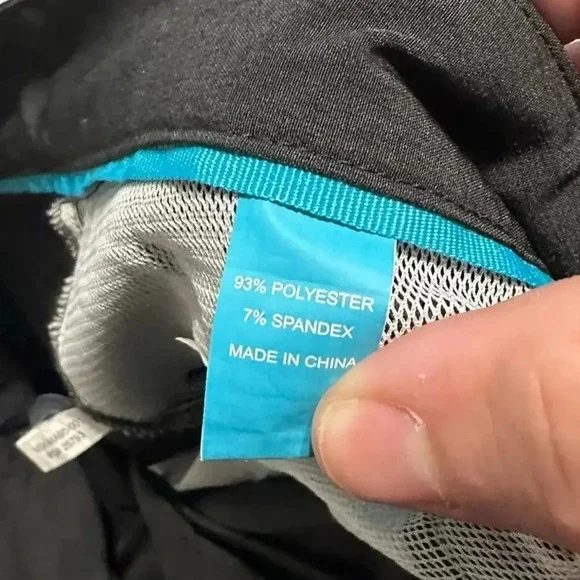 93% POLYESTER
7% SPANDEX
MADE IN CHINA